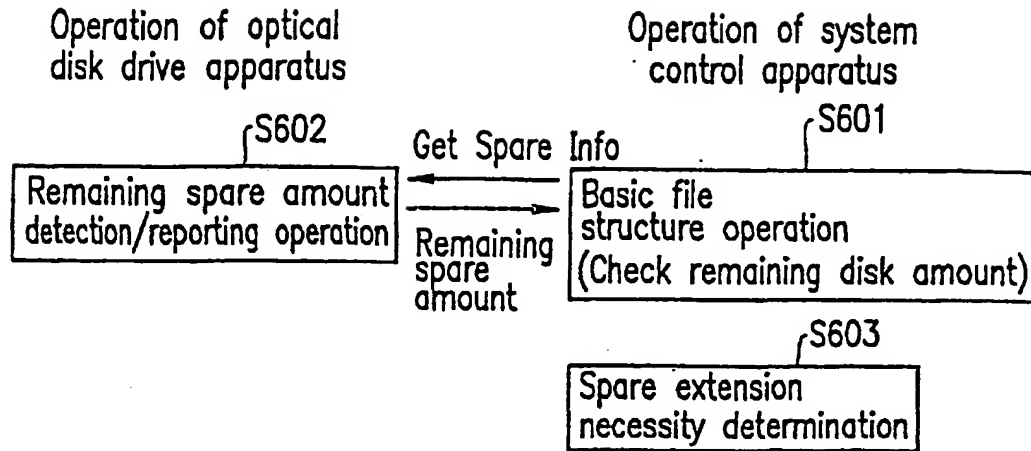 Operation of optical
disk drive apparatus
Operation of system
control apparatus
S602
Get Spare Info
S601
Remaining spare amount
detection/reporting operation
Remaining
spare
amount
Basic file
structure operation
(Check remaining disk amount)
S603
Spare extension
necessity determination